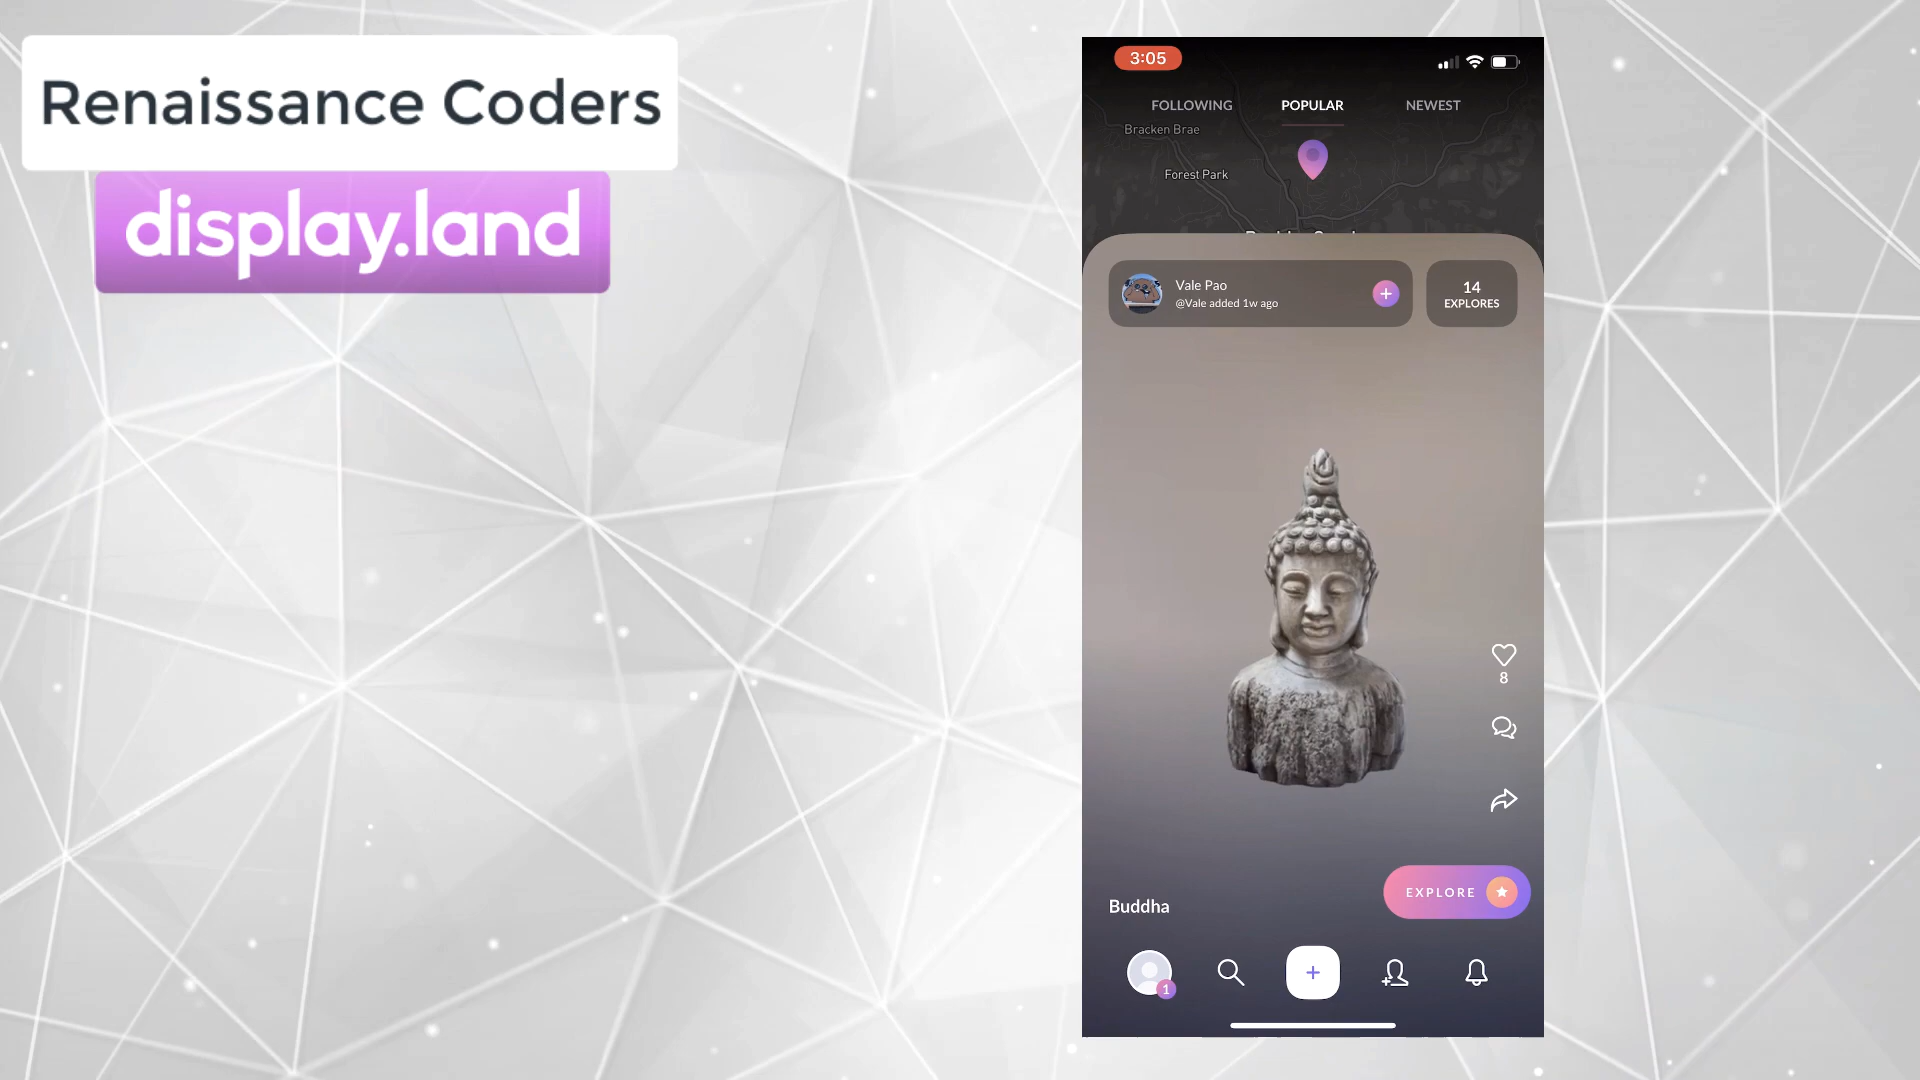 Renaissance Coders
display.land
3:05
FOLLOWING
POPULAR
NEWEST
Bracken Brae
Forest Park
Vale Pao
@Vale added 1w ago
14
EXPLORES
8
EXPLORE
Buddha
1